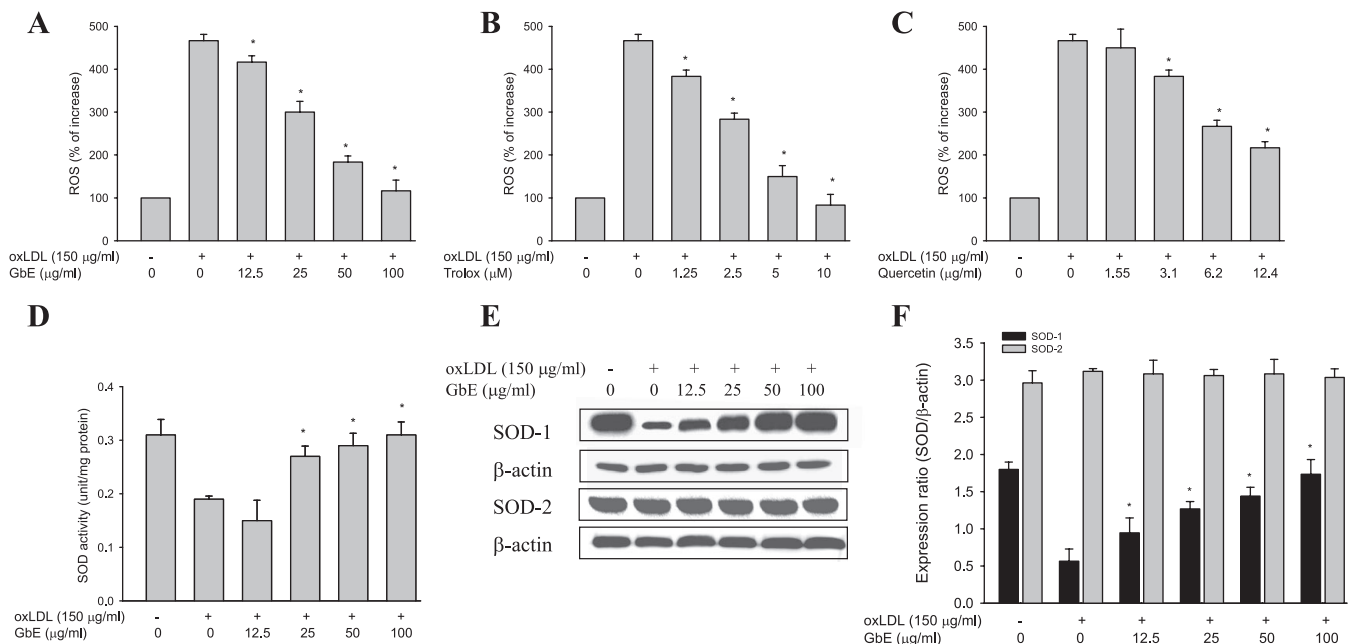 A
ROS (% of increase)
500
400
300
200
100
0
*
*
*
*
oxLDL (150 μg/ml) - + + + + +
GbE (μg/ml) 0 0 12.5 25 50 100
B
ROS (% of increase)
500
400
300
200
100
0
*
*
*
*
oxLDL (150 μg/ml) - + + + + +
Trolox (μM) 0 0 1.25 2.5 5 10
C
ROS (% of increase)
500
400
300
200
100
0
*
*
*
oxLDL (150 μg/ml) - + + + + +
Quercetin (μg/ml) 0 0 1.55 3.1 6.2 12.4
D
SOD activity (unit/mg protein)
0.4
0.3
0.2
0.1
0.0
*
*
*
oxLDL (150 μg/ml) - + + + + +
GbE (μg/ml) 0 0 12.5 25 50 100
E
oxLDL (150 μg/ml) - + + + + +
GbE (μg/ml) 0 0 12.5 25 50 100
SOD-1
β-actin
SOD-2
β-actin
F
SOD-1
SOD-2
Expression ratio (SOD/β-actin)
3.5
3.0
2.5
2.0
1.5
1.0
0.5
0.0
*
*
*
*
oxLDL (150 μg/ml) - + + + + +
GbE (μg/ml) 0 0 12.5 25 50 100